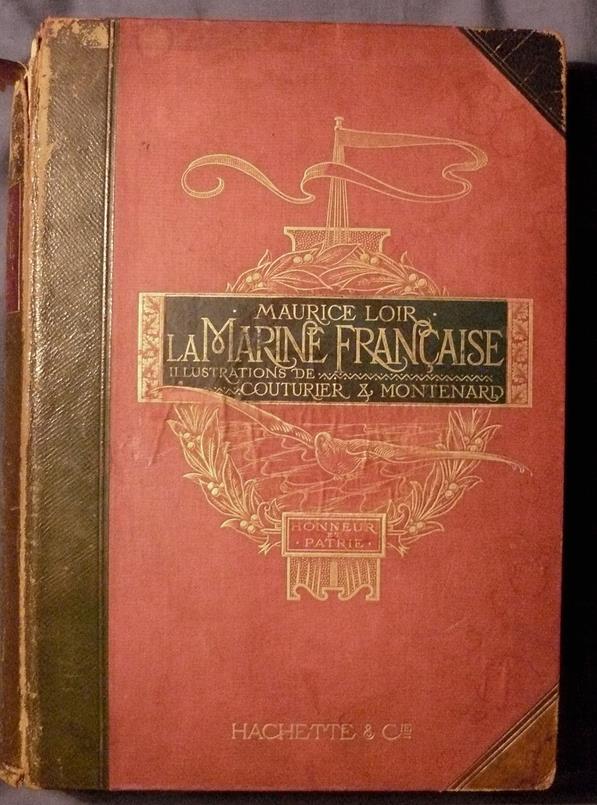 · MAURICE LOIR ·
LA MARINE FRANÇAISE
ILLUSTRATIONS DE
COUTURIER & MONTENARD
HONNEUR
ET
· PATRIE ·
HACHETTE & CIE